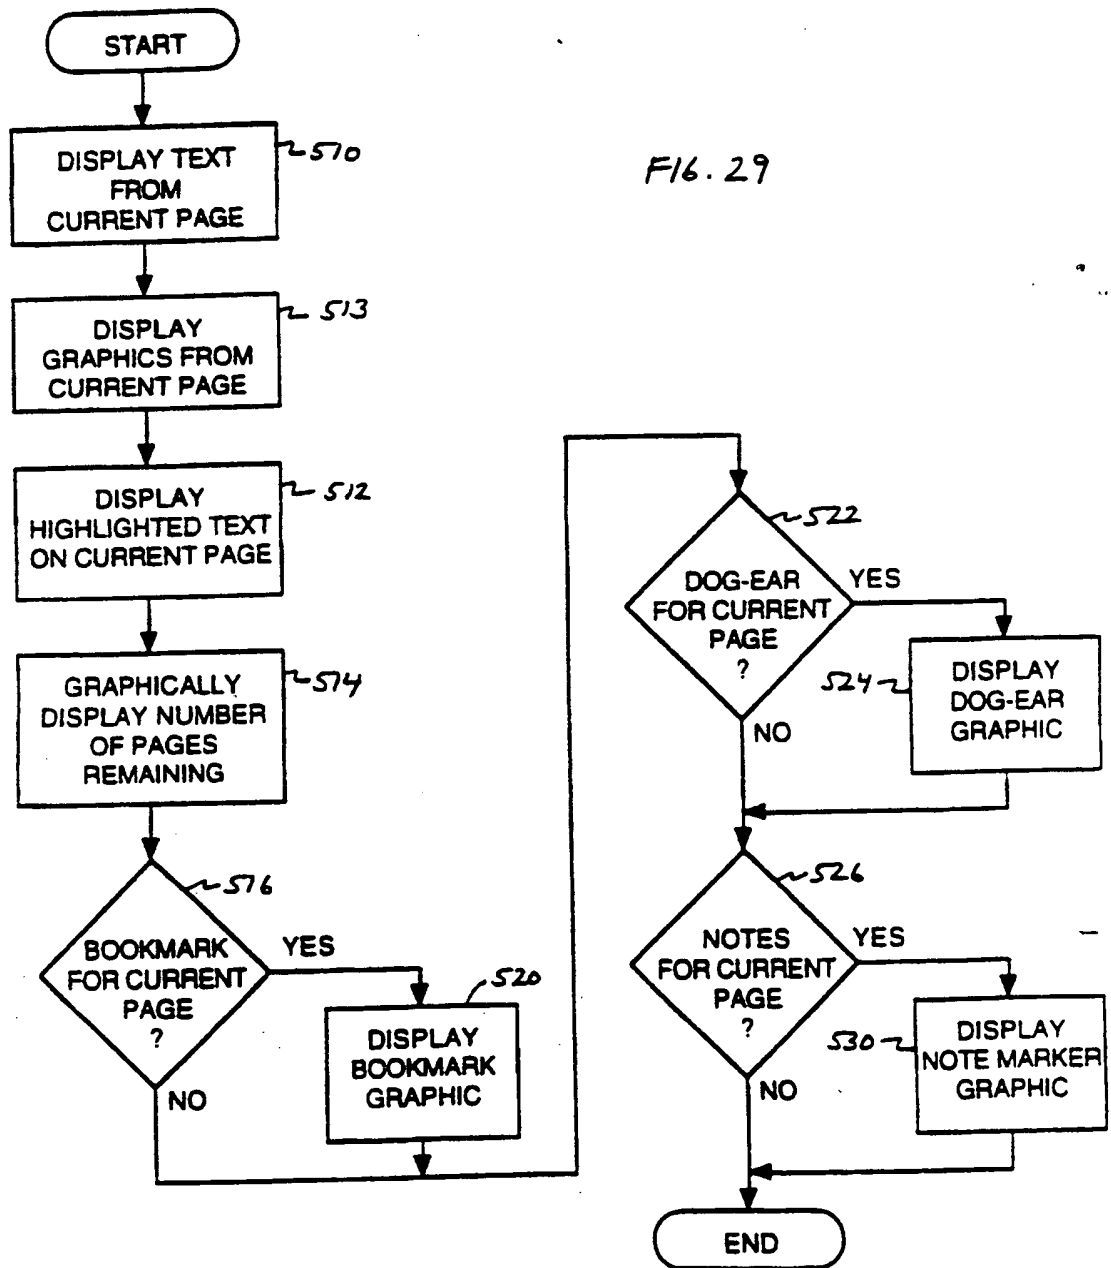 START
DISPLAY TEXT
FROM
CURRENT PAGE
510
FIG. 29
DISPLAY
GRAPHICS FROM
CURRENT PAGE
513
DISPLAY
HIGHLIGHTED TEXT
ON CURRENT PAGE
512
GRAPHICALLY
DISPLAY NUMBER
OF PAGES
REMAINING
514
BOOKMARK
FOR CURRENT
PAGE
?
516
YES
NO
520
DISPLAY
BOOKMARK
GRAPHIC
522
DOG-EAR
FOR CURRENT
PAGE
?
YES
NO
524
DISPLAY
DOG-EAR
GRAPHIC
526
NOTES
FOR CURRENT
PAGE
?
YES
NO
530
DISPLAY
NOTE MARKER
GRAPHIC
END